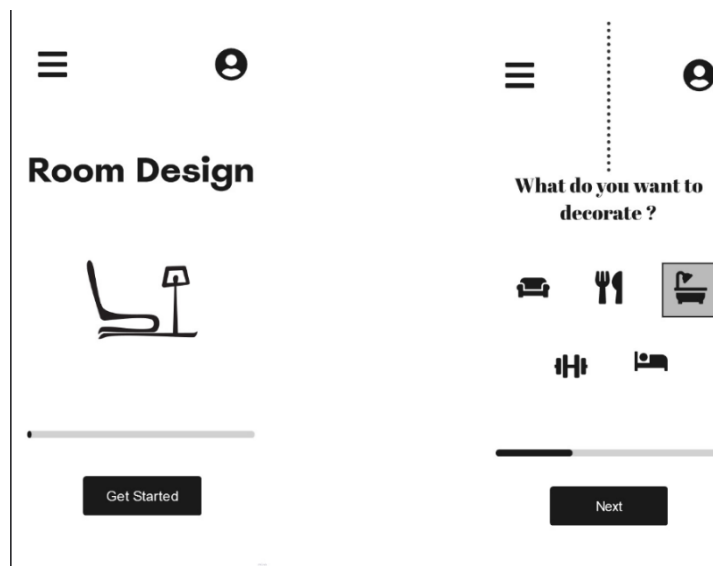 Room Design
Get Started
What do you want to
decorate ?
Next